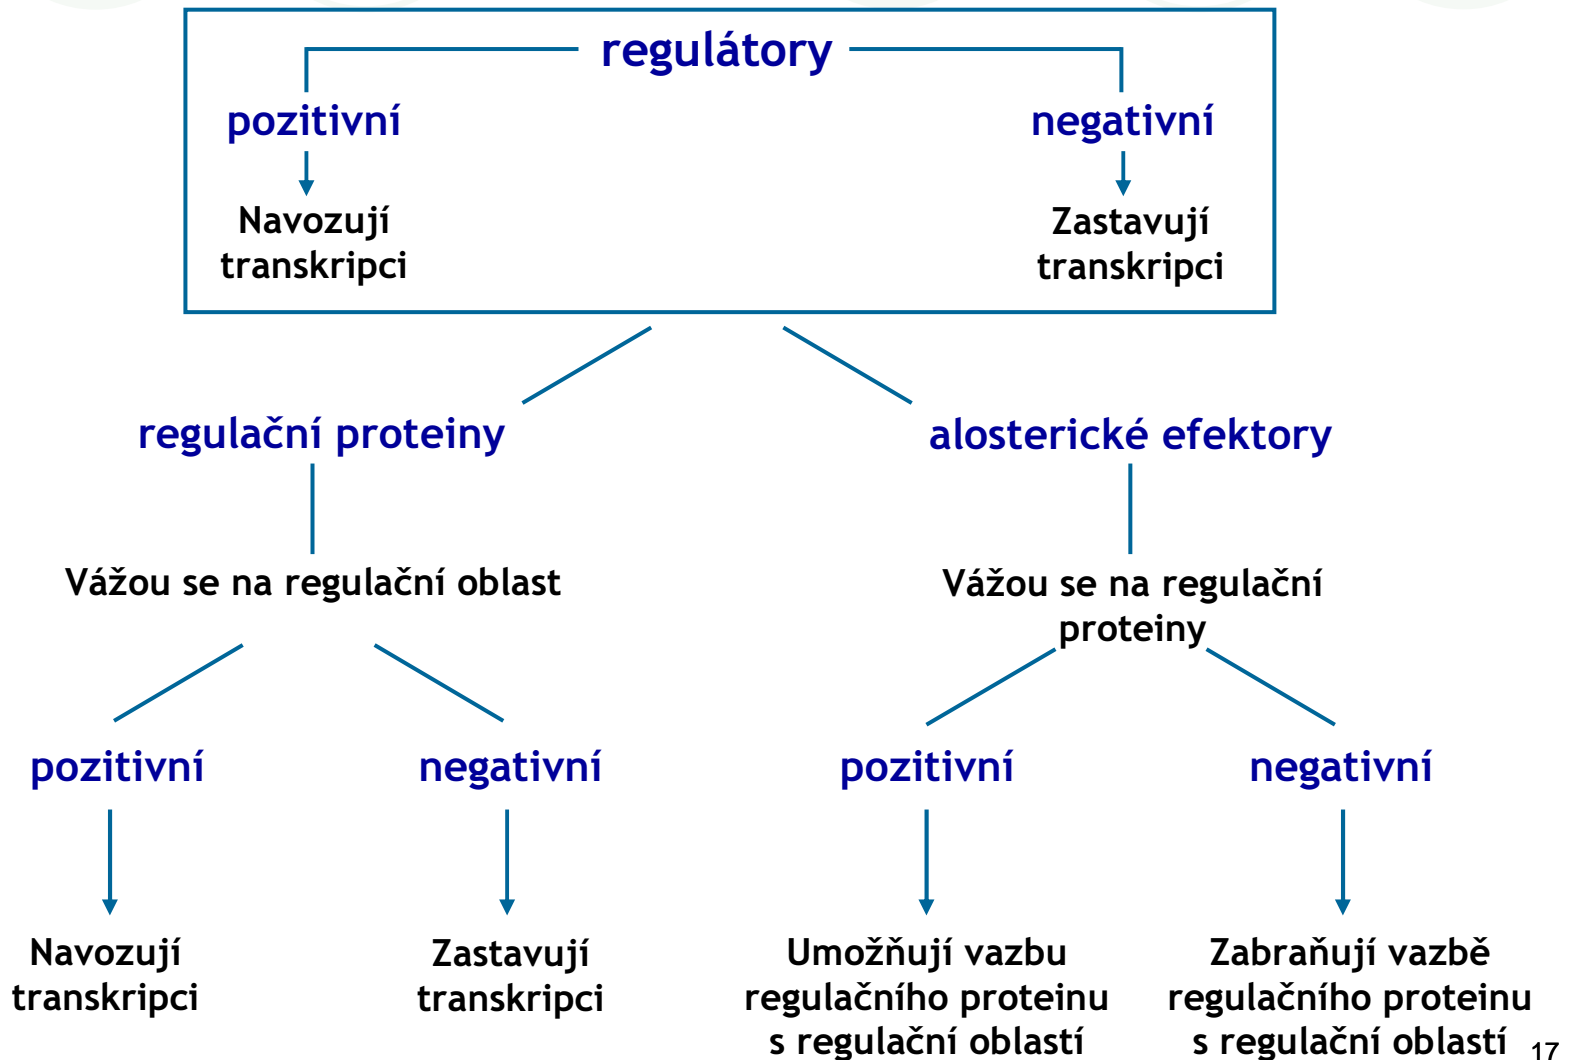 regulátory
pozitivní
negativní
Navozují
transkripci
Zastavují
transkripci
regulační proteiny
alosterické efektory
Vážou se na regulační oblast
Vážou se na regulační
proteiny
pozitivní
negativní
pozitivní
negativní
Navozují
transkripci
Zastavují
transkripci
Umožňují vazbu
regulačního proteinu
s regulační oblastí
Zabraňují vazbě
regulačního proteinu
s regulační oblastí
17